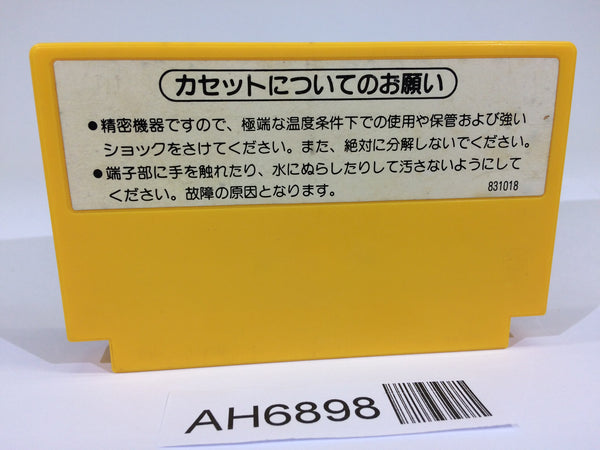 カセットについてのお願い
●精密機器ですので、極端な温度条件下での使用や保管および強い
ショックをさけてください。また、絶対に分解しないでください。
●端子部に手を触れたり、水にぬらしたりして汚さないようにして
ください。故障の原因となります。
831018
AH6898